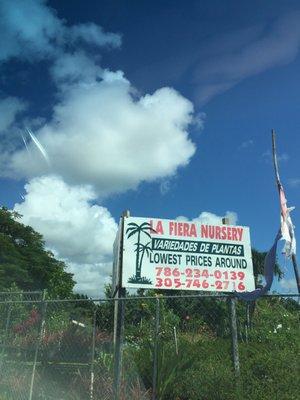 LA FIERA NURSERY
VARIEDADES DE PLANTAS
LOWEST PRICES AROUND
786-234-0139
305-746-2716